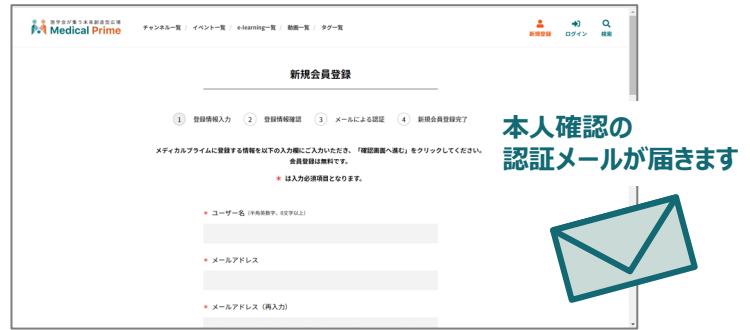 医学会が集う未来創造型広場
Medical Prime
チャンネル一覧 / イベント一覧 / e-learning一覧 / 動画一覧 / タグ一覧
新規登録 ログイン 検索
新規会員登録
1 登録情報入力 2 登録情報確認 3 メールによる認証 4 新規会員登録完了
メディカルプライムに登録する情報を以下の入力欄にご入力いただき、「確認画面へ進む」をクリックしてください。
会員登録は無料です。
* は入力必須項目となります。
本人確認の
認証メールが届きます
* ユーザー名 (半角英数字、8文字以上)
* メールアドレス
* メールアドレス（再入力）